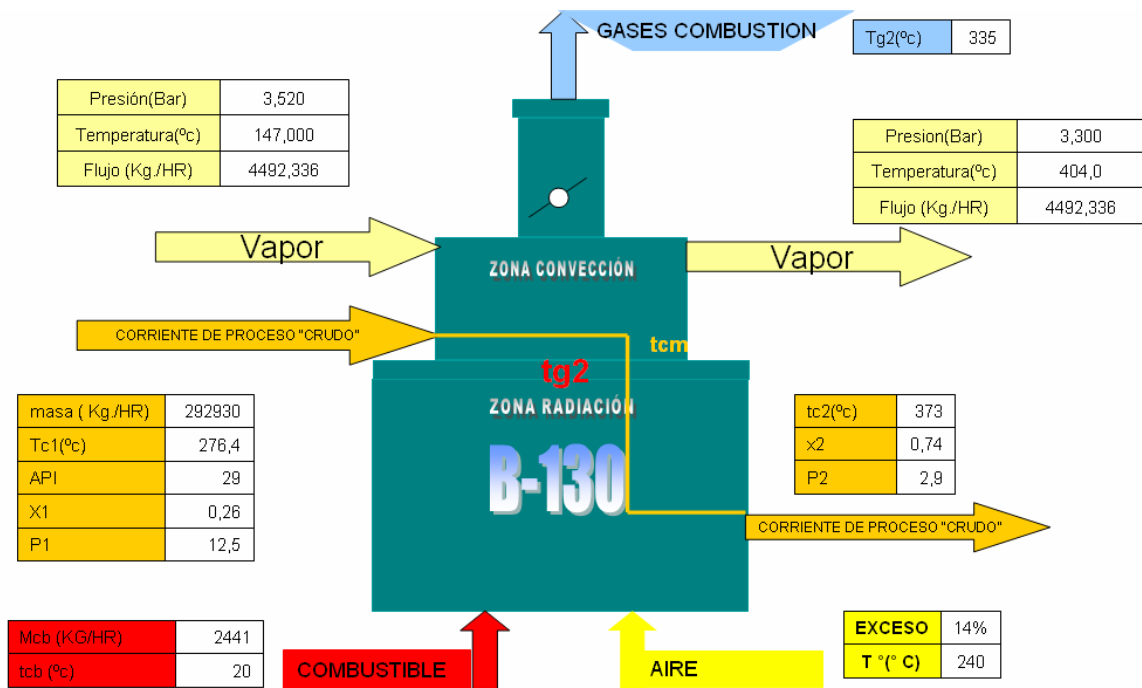 GASES COMBUSTION
Tg2(ºc) 335
Presión(Bar) 3,520
Temperatura(ºc) 147,000
Flujo (Kg./HR) 4492,336
Presion(Bar) 3,300
Temperatura(ºc) 404,0
Flujo (Kg./HR) 4492,336
Vapor
ZONA CONVECCIÓN
Vapor
CORRIENTE DE PROCESO "CRUDO"
tcm
tg2
ZONA RADIACIÓN
B-130
masa ( Kg./HR) 292930
Tc1(ºc) 276,4
API 29
X1 0,26
P1 12,5
tc2(ºc) 373
x2 0,74
P2 2,9
CORRIENTE DE PROCESO "CRUDO"
Mcb (KG/HR) 2441
tcb (ºc) 20
COMBUSTIBLE
AIRE
EXCESO 14%
T °(° C) 240